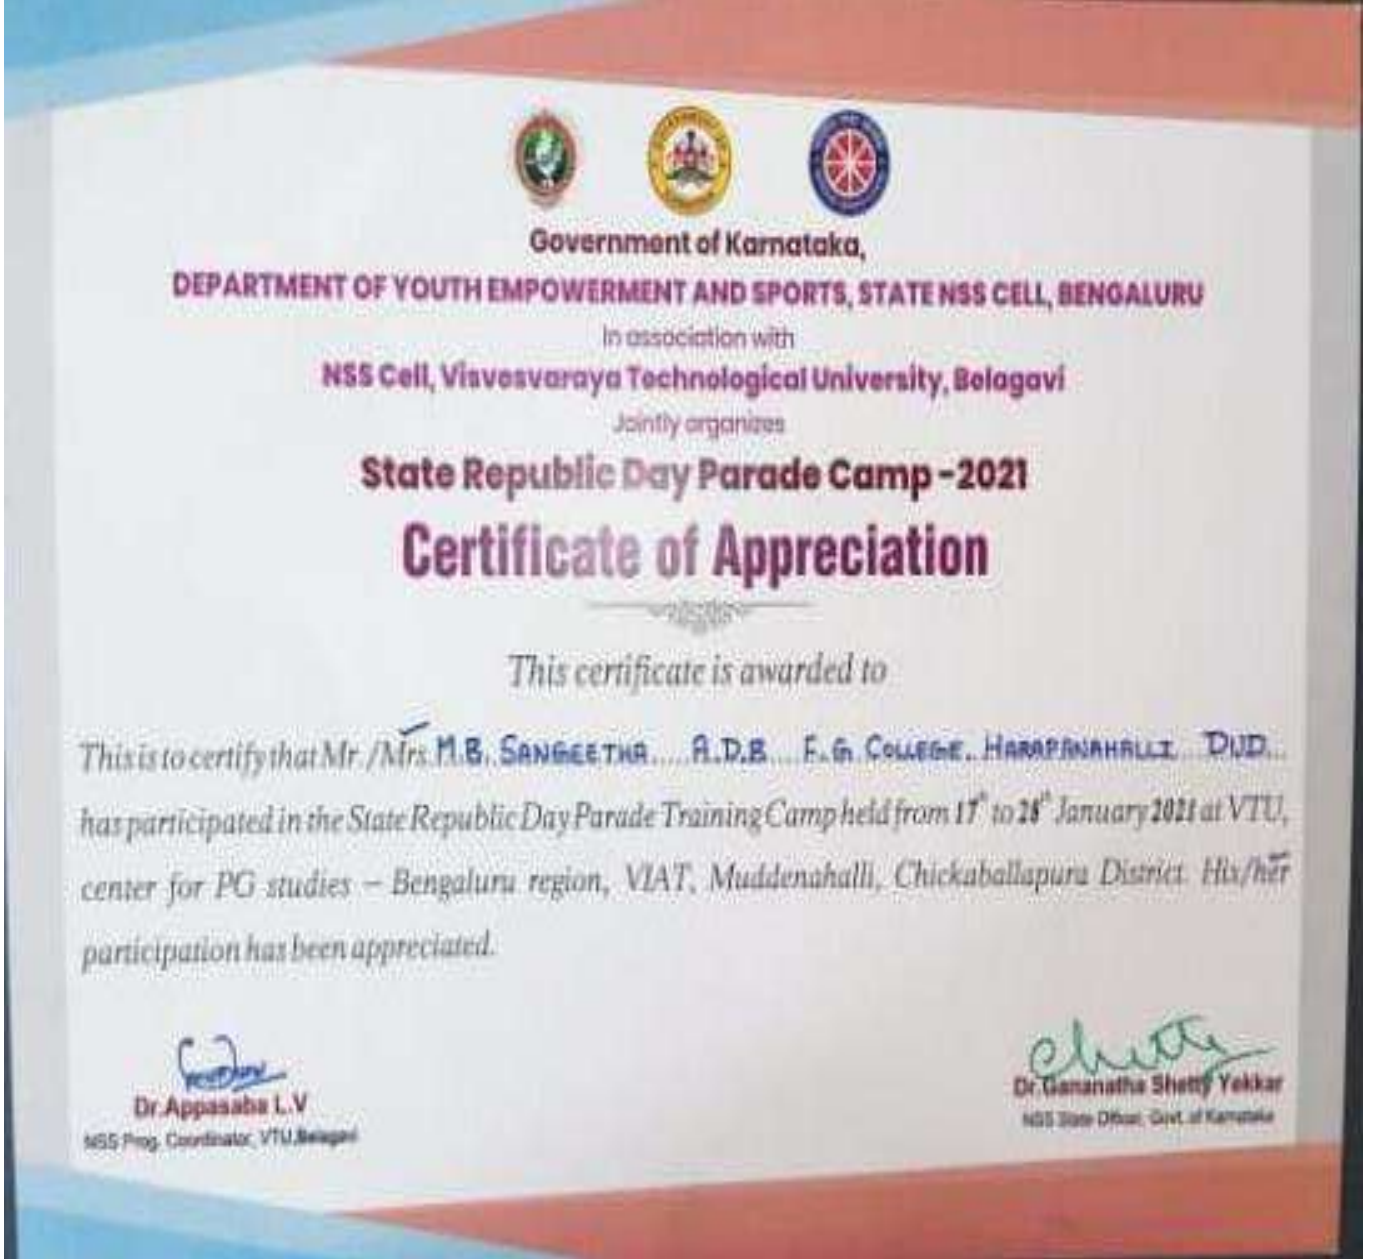 Government of Karnataka,
DEPARTMENT OF YOUTH EMPOWERMENT AND SPORTS, STATE NSS CELL, BENGALURU
In association with
NSS Cell, Visvesvaraya Technological University, Belagavi
Jointly organizes
State Republic Day Parade Camp -2021
Certificate of Appreciation
This certificate is awarded to
This is to certify that Mr./Mrs. M.B. SANGEETHA.... A.D.B F.G COLLEGE. HARAPANAHALLI
has participated in the State Republic Day Parade Training Camp held from 17th to 28th January 2021 at VTU,
center for PG studies – Bengaluru region, VIAT, Muddenahalli, Chickaballapura District. His/her
participation has been appreciated.
Dr.Appasaba L.V
NSS Prog. Coordinator, VTU,Belagavi
Dr.Gananatha Shetty Yekkar
NSS State Officer, Govt. of Karnataka